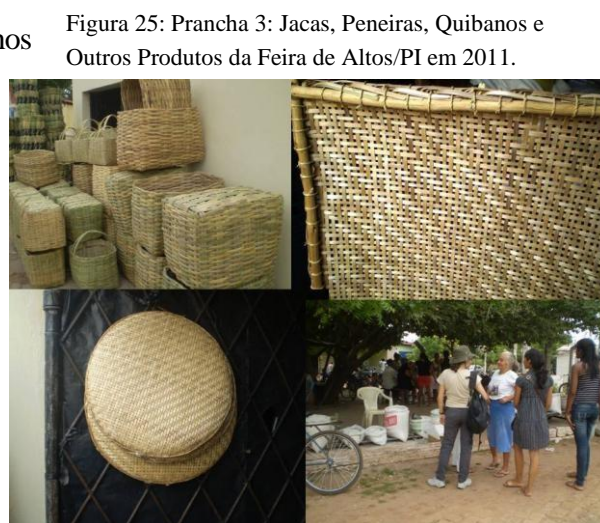 Figura 25: Prancha 3: Jacas, Peneiras, Quibanos e
Outros Produtos da Feira de Altos/PI em 2011.